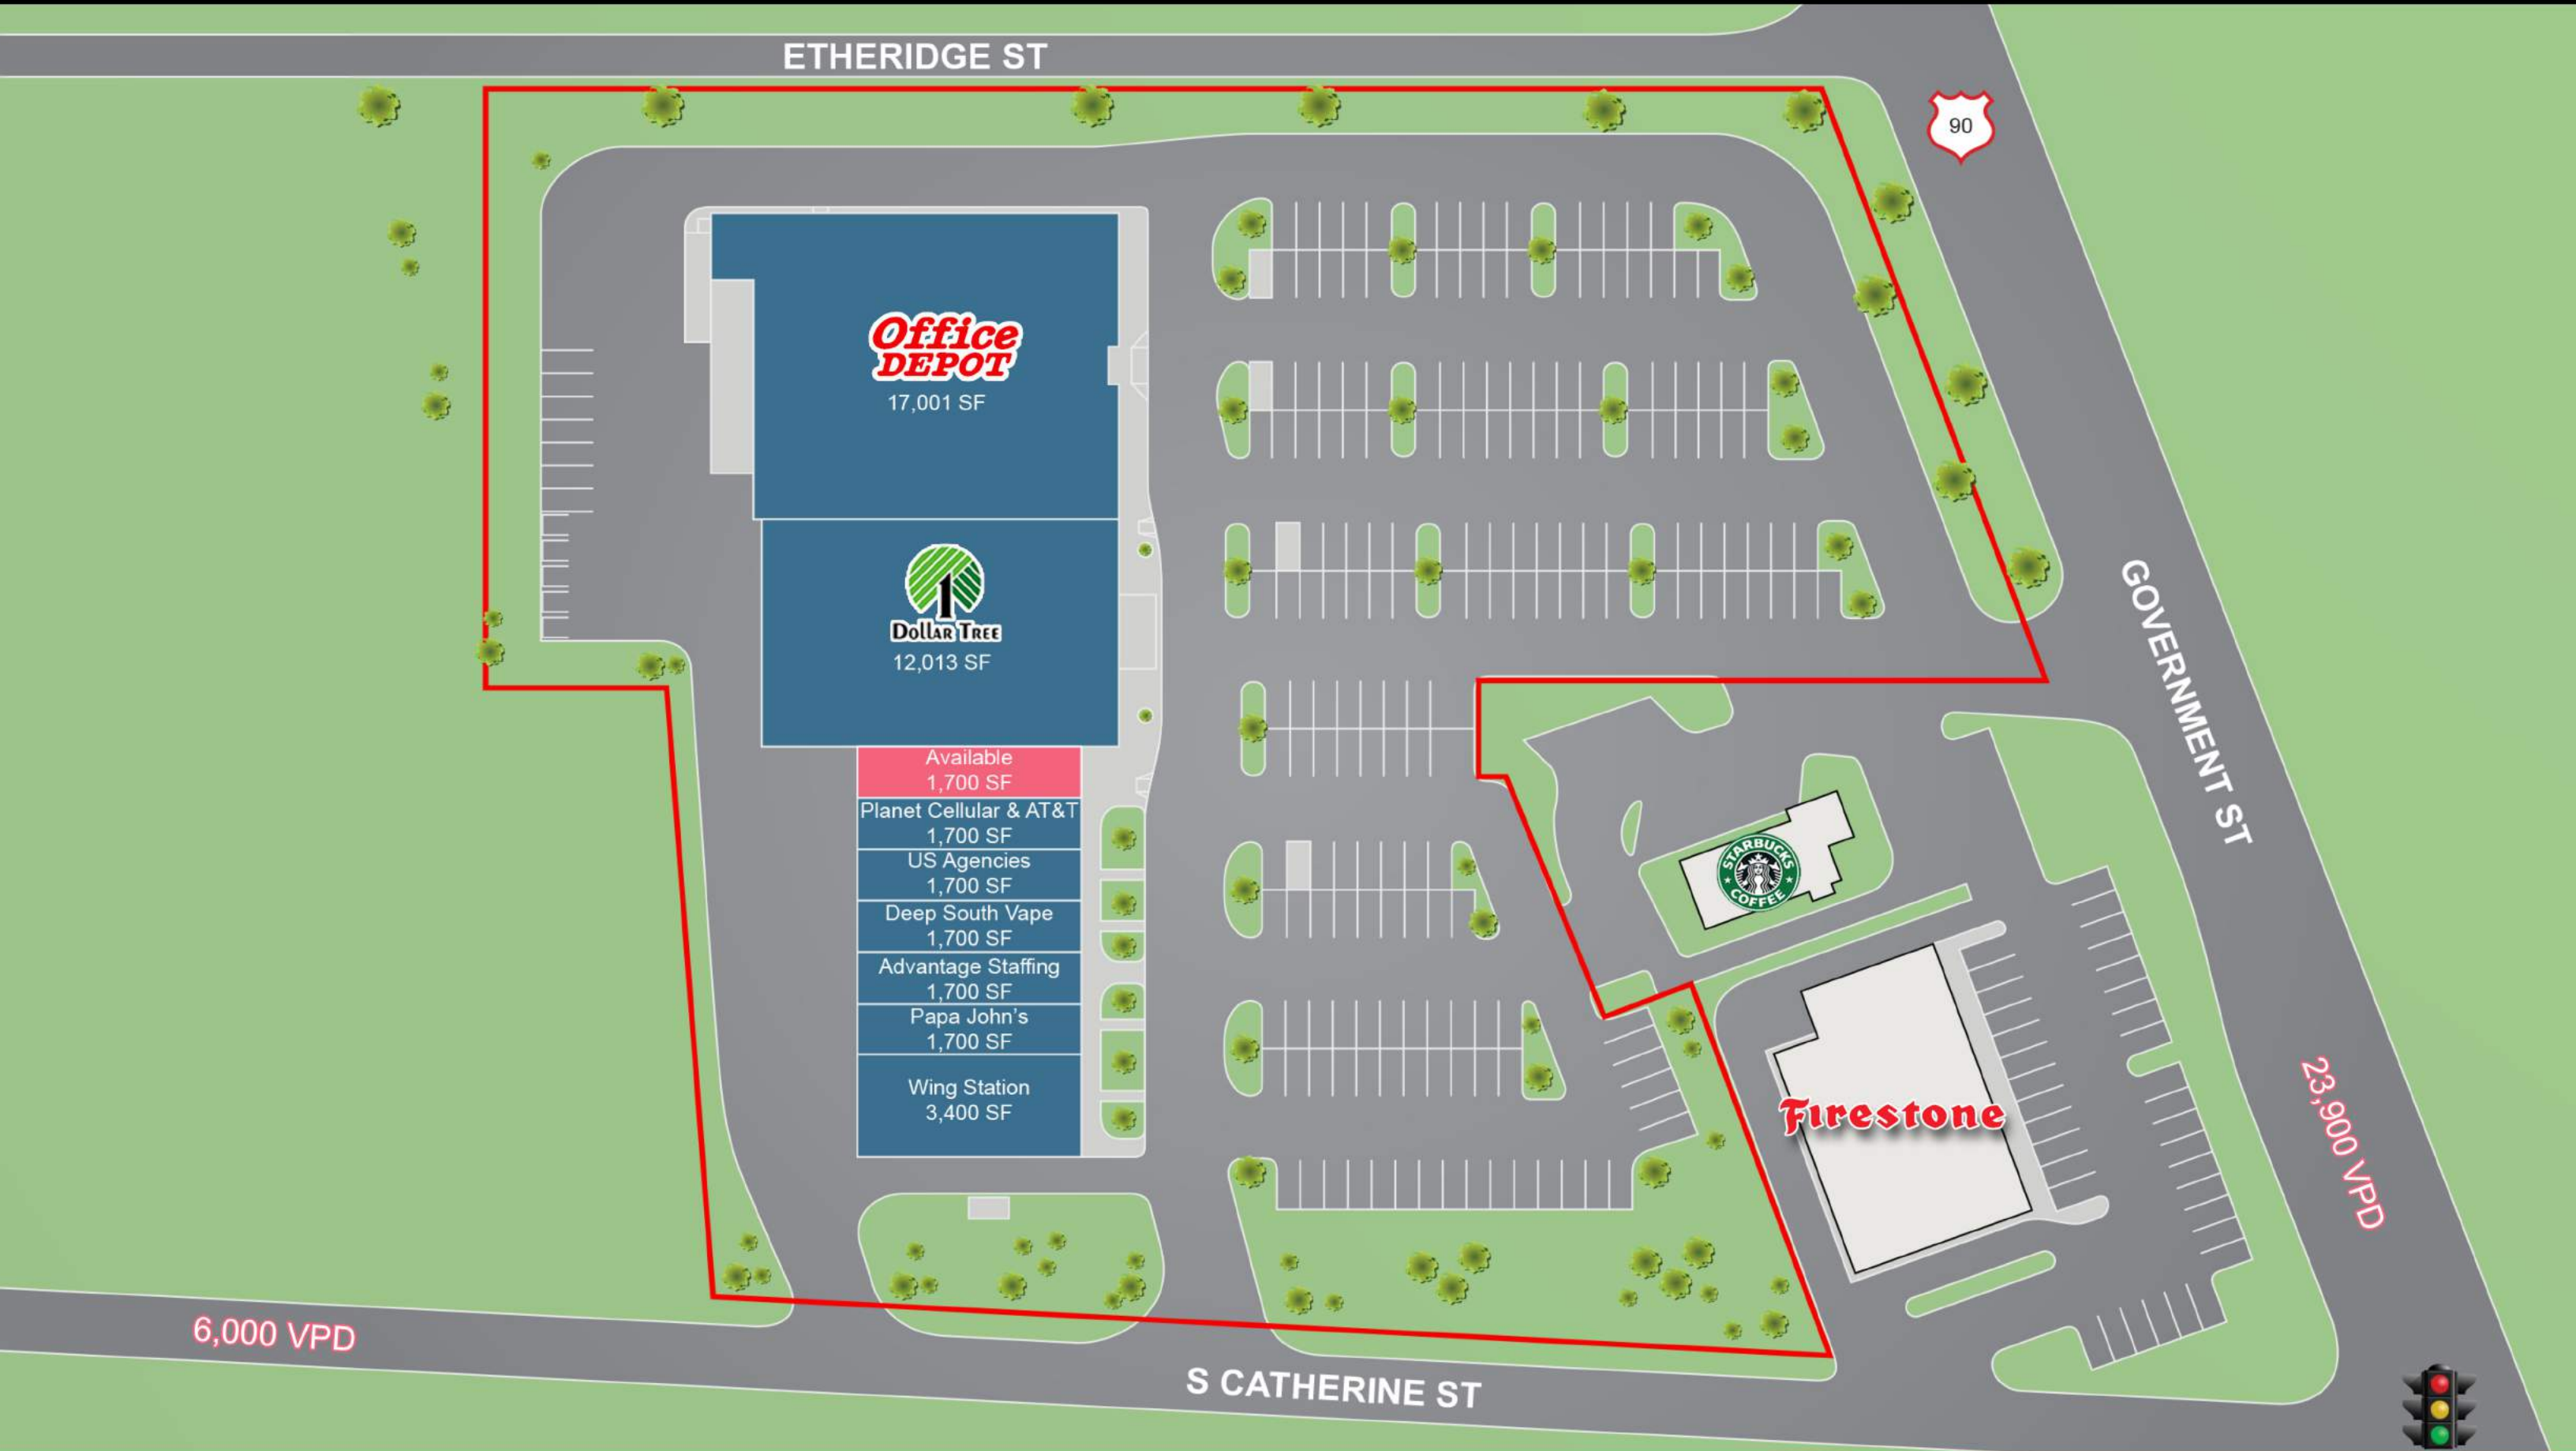 ETHERIDGE ST
90
Office
DEPOT
17,001 SF
1
DOLLAR TREE
12,013 SF
Available
1,700 SF
Planet Cellular & AT&T
1,700 SF
US Agencies
1,700 SF
Deep South Vape
1,700 SF
Advantage Staffing
1,700 SF
Papa John's
1,700 SF
Wing Station
3,400 SF
STARBUCKS
COFFEE
Firestone
GOVERNMENT ST
23,900 VPD
6,000 VPD
S CATHERINE ST